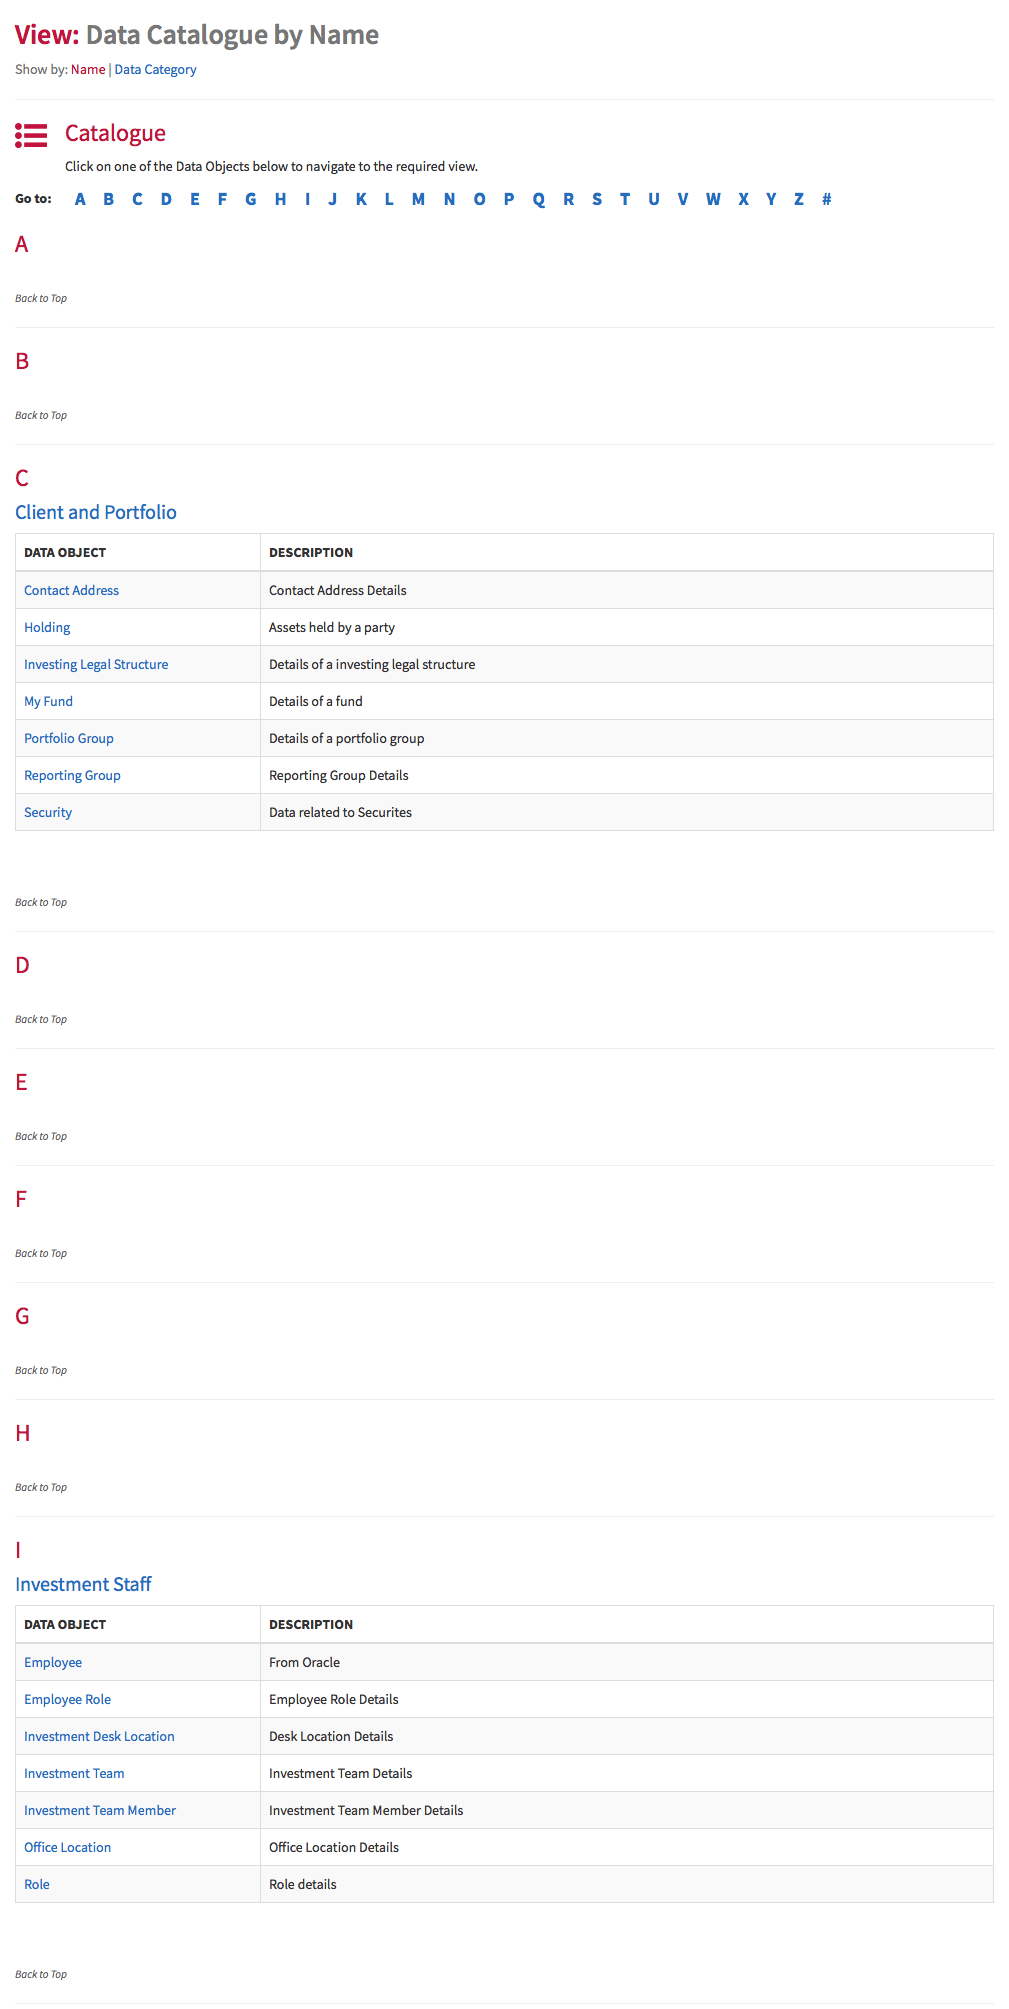 View: Data Catalogue by Name
Show by: Name | Data Category
Catalogue
Click on one of the Data Objects below to navigate to the required view.
Go to: A B C D E F G H I J K L M N O P Q R S T U V W X Y Z #
A
Back to Top
B
Back to Top
C
Client and Portfolio
DATA OBJECT DESCRIPTION
Contact Address Contact Address Details
Holding Assets held by a party
Investing Legal Structure Details of a investing legal structure
My Fund Details of a fund
Portfolio Group Details of a portfolio group
Reporting Group Reporting Group Details
Security Data related to Securites
Back to Top
D
Back to Top
E
Back to Top
F
Back to Top
G
Back to Top
H
Back to Top
I
Investment Staff
DATA OBJECT DESCRIPTION
Employee From Oracle
Employee Role Employee Role Details
Investment Desk Location Desk Location Details
Investment Team Investment Team Details
Investment Team Member Investment Team Member Details
Office Location Office Location Details
Role Role details
Back to Top